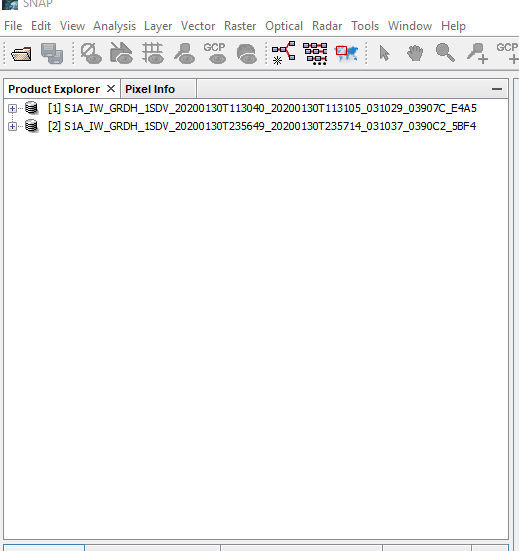 SNAP
File Edit View Analysis Layer Vector Raster Optical Radar Tools Window Help
GCP GCP
Product Explorer × Pixel Info
[1] S1A_IW_GRDH_1SDV_20200130T113040_20200130T113105_031029_03907C_E4A5
[2] S1A_IW_GRDH_1SDV_20200130T235649_20200130T235714_031037_0390C2_5BF4